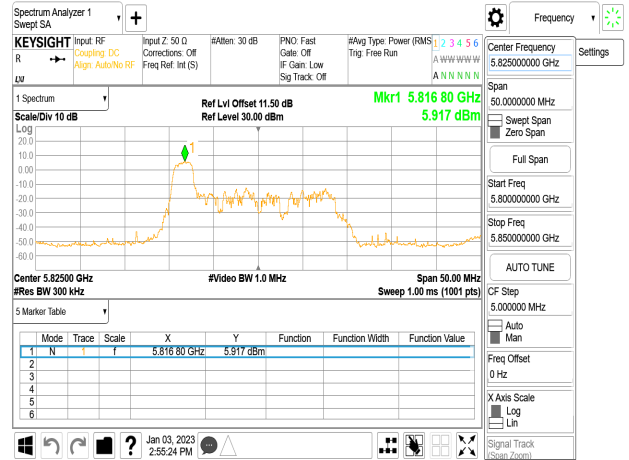 Spectrum Analyzer 1
Swept SA
Frequency
KEYSIGHT
R
Input: RF
Coupling: DC
Align: Auto/No RF
Input Z: 50 Ω
Corrections: Off
Freq Ref: Int (S)
#Atten: 30 dB
PNO: Fast
Gate: Off
IF Gain: Low
Sig Track: Off
#Avg Type: Power (RMS
Trig: Free Run
1 2 3 4 5 6
A W W W W W
A N N N N N
LXI
1 Spectrum
Scale/Div 10 dB
Ref Lvl Offset 11.50 dB
Ref Level 30.00 dBm
Mkr1 5.816 80 GHz
5.917 dBm
Log
20.0
10.0
0.00
-10.0
-20.0
-30.0
-40.0
-50.0
-60.0
1
Center 5.82500 GHz
#Video BW 1.0 MHz
Span 50.00 MHz
#Res BW 300 kHz
Sweep 1.00 ms (1001 pts)
5 Marker Table
Mode Trace Scale X Y Function Function Width Function Value
1 N 1 f 5.816 80 GHz 5.917 dBm
2
3
4
5
6
Jan 03, 2023
2:55:24 PM
?
Center Frequency
5.825000000 GHz
Settings
Span
50.0000000 MHz
Swept Span
Zero Span
Full Span
Start Freq
5.800000000 GHz
Stop Freq
5.850000000 GHz
AUTO TUNE
CF Step
5.000000 MHz
Auto
Man
Freq Offset
0 Hz
X Axis Scale
Log
Lin
Signal Track
(Span Zoom)